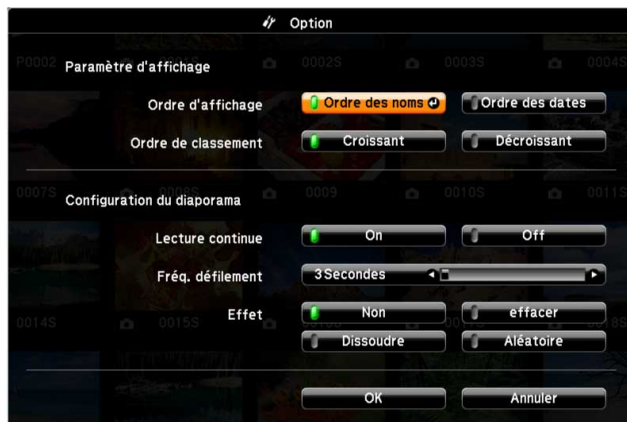 Option
P0002 0002S 0003S 0004S
Paramètre d'affichage
Ordre d'affichage Ordre des noms Ordre des dates
Ordre de classement Croissant Décroissant
0007S 0008S 0009 0010S 0011S
Configuration du diaporama
Lecture continue On Off
Fréq. défilement 3 Secondes
Effet Non effacer
0014S 0015S
Dissoudre Aléatoire
OK Annuler